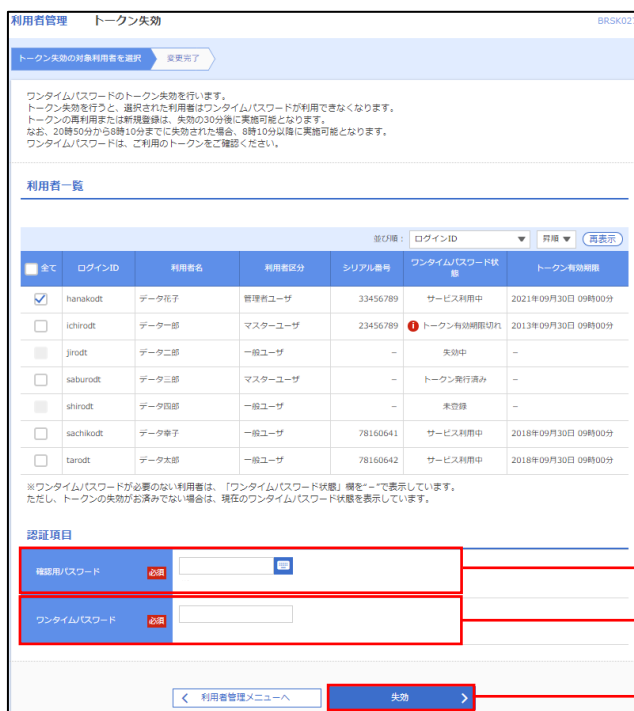 利用者管理 トークン失効 BRSK027
トークン失効の対象利用者を選択 変更完了
ワンタイムパスワードのトークン失効を行います。
トークン失効を行うと、選択された利用者はワンタイムパスワードが利用できなくなります。
トークンの再利用または新規登録は、失効の30分後に実施可能となります。
なお、20時50分から8時10分までに失効された場合、8時10分以降に実施可能となります。
ワンタイムパスワードは、ご利用のトークンをご確認ください。
利用者一覧
並び順： ログインID 昇順 再表示
全て ログインID 利用者名 利用者区分 シリアル番号 ワンタイムパスワード状態 トークン有効期限
hanakodt データ花子 管理者ユーザ 33456789 サービス利用中 2021年09月30日 09時00分
ichirodt データ一郎 マスターユーザ 23456789 トークン有効期限切れ 2013年09月30日 09時00分
jirodt データ二郎 一般ユーザ － 失効中 －
saburodt データ三郎 マスターユーザ － トークン発行済み －
shirodt データ四郎 一般ユーザ － 未登録 －
sachikodt データ幸子 一般ユーザ 78160641 サービス利用中 2018年09月30日 09時00分
tarodt データ太郎 一般ユーザ 78160642 サービス利用中 2018年09月30日 09時00分
※ワンタイムパスワードが必要のない利用者は、「ワンタイムパスワード状態」欄を"－"で表示しています。
ただし、トークンの失効がお済みでない場合は、現在のワンタイムパスワード状態を表示しています。
認証項目
確認用パスワード 必須
ワンタイムパスワード 必須
利用者管理メニューへ 失効